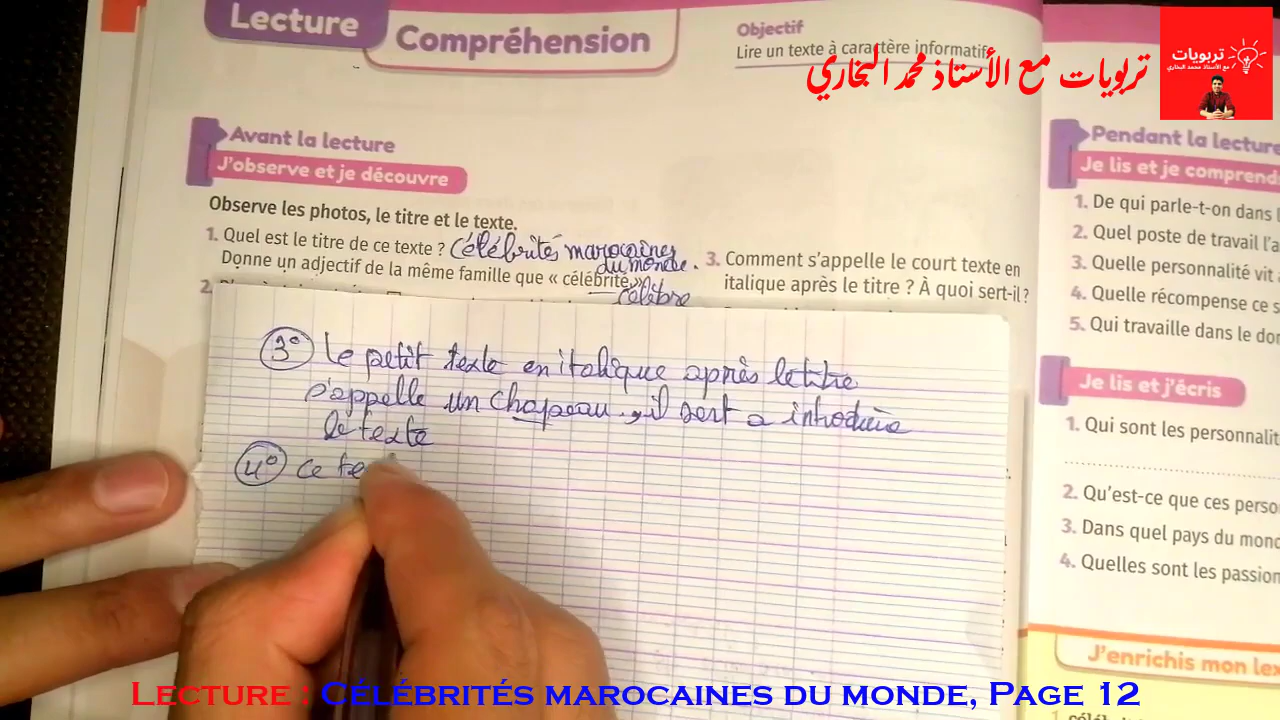 Lecture
Compréhension
Objectif
Lire un texte à caractère informatif
تربويات مع الأستاذ محمد البخاري
تربويات
مع الأستاذ محمد البخاري
Avant la lecture
J'observe et je découvre
Observe les photos, le titre et le texte.
1. Quel est le titre de ce texte ? Célébrités marocaines
du monde.
Donne un adjectif de la même famille que « célébrité ».
célèbre
2.
3. Comment s'appelle le court texte en
italique après le titre ? À quoi sert-il ?
3° le petit texte en italique après le titre
s'appelle un chapeau, il sert a introduire
le texte
4° ce te
Pendant la lecture
Je lis et je comprends
1. De qui parle-t-on dans
2. Quel poste de travail
3. Quelle personnalité vit
4. Quelle récompense ce
5. Qui travaille dans le
Je lis et j'écris
1. Qui sont les
2. Qu'est-ce que ces
3. Dans quel pays du
4. Quelles sont les
J'enrichis mon
Lecture : Célébrités marocaines du monde, Page 12